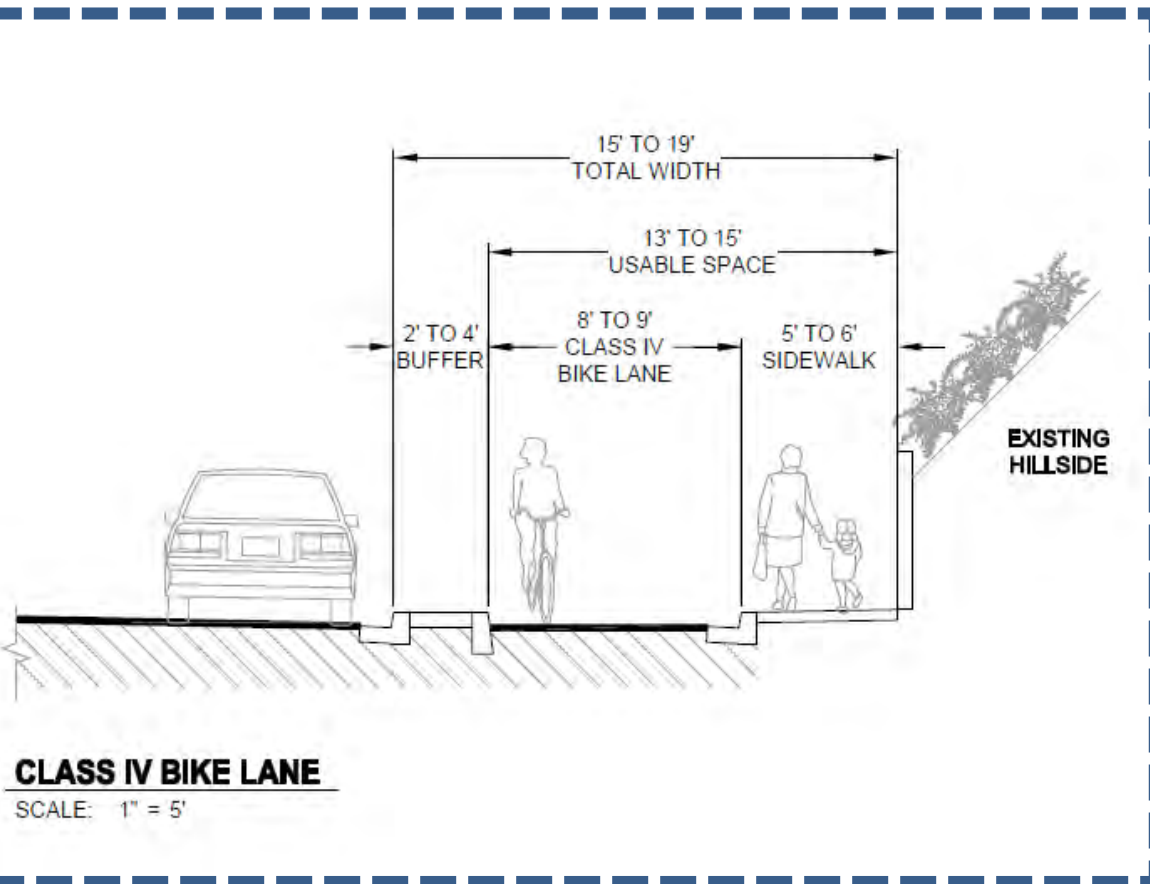 15' TO 19'
TOTAL WIDTH
13' TO 15'
USABLE SPACE
2' TO 4'
BUFFER
8' TO 9'
CLASS IV
BIKE LANE
5' TO 6'
SIDEWALK
EXISTING
HILLSIDE
CLASS IV BIKE LANE
SCALE: 1" = 5'